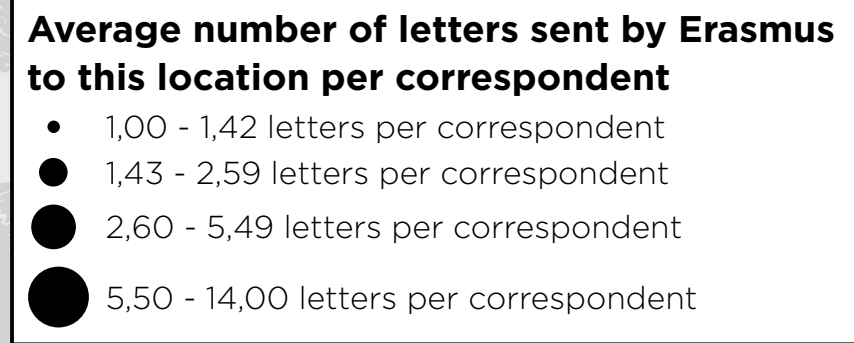 Average number of letters sent by Erasmus
to this location per correspondent
1,00 - 1,42 letters per correspondent
1,43 - 2,59 letters per correspondent
2,60 - 5,49 letters per correspondent
5,50 - 14,00 letters per correspondent